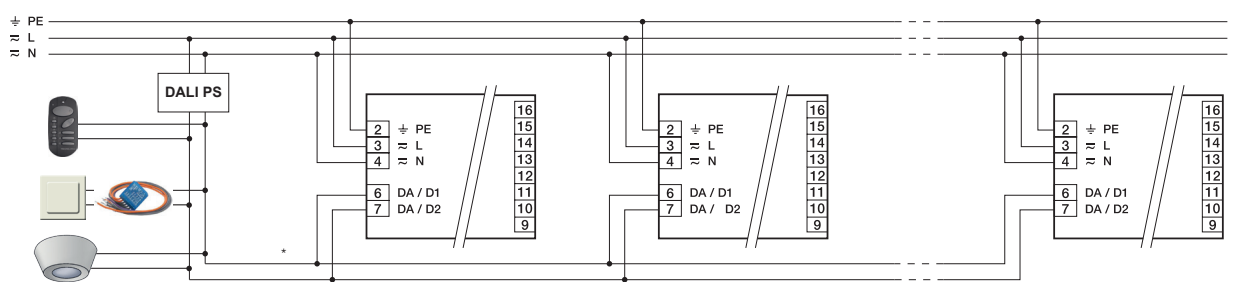 ⏚ PE
≂ L
≂ N
DALI PS
*
2 ⏚ PE
3 ≂ L
4 ≂ N
6 DA / D1
7 DA / D2
16
15
14
13
12
11
10
9
2 ⏚ PE
3 ≂ L
4 ≂ N
6 DA / D1
7 DA / D2
16
15
14
13
12
11
10
9
2 ⏚ PE
3 ≂ L
4 ≂ N
6 DA / D1
7 DA / D2
16
15
14
13
12
11
10
9